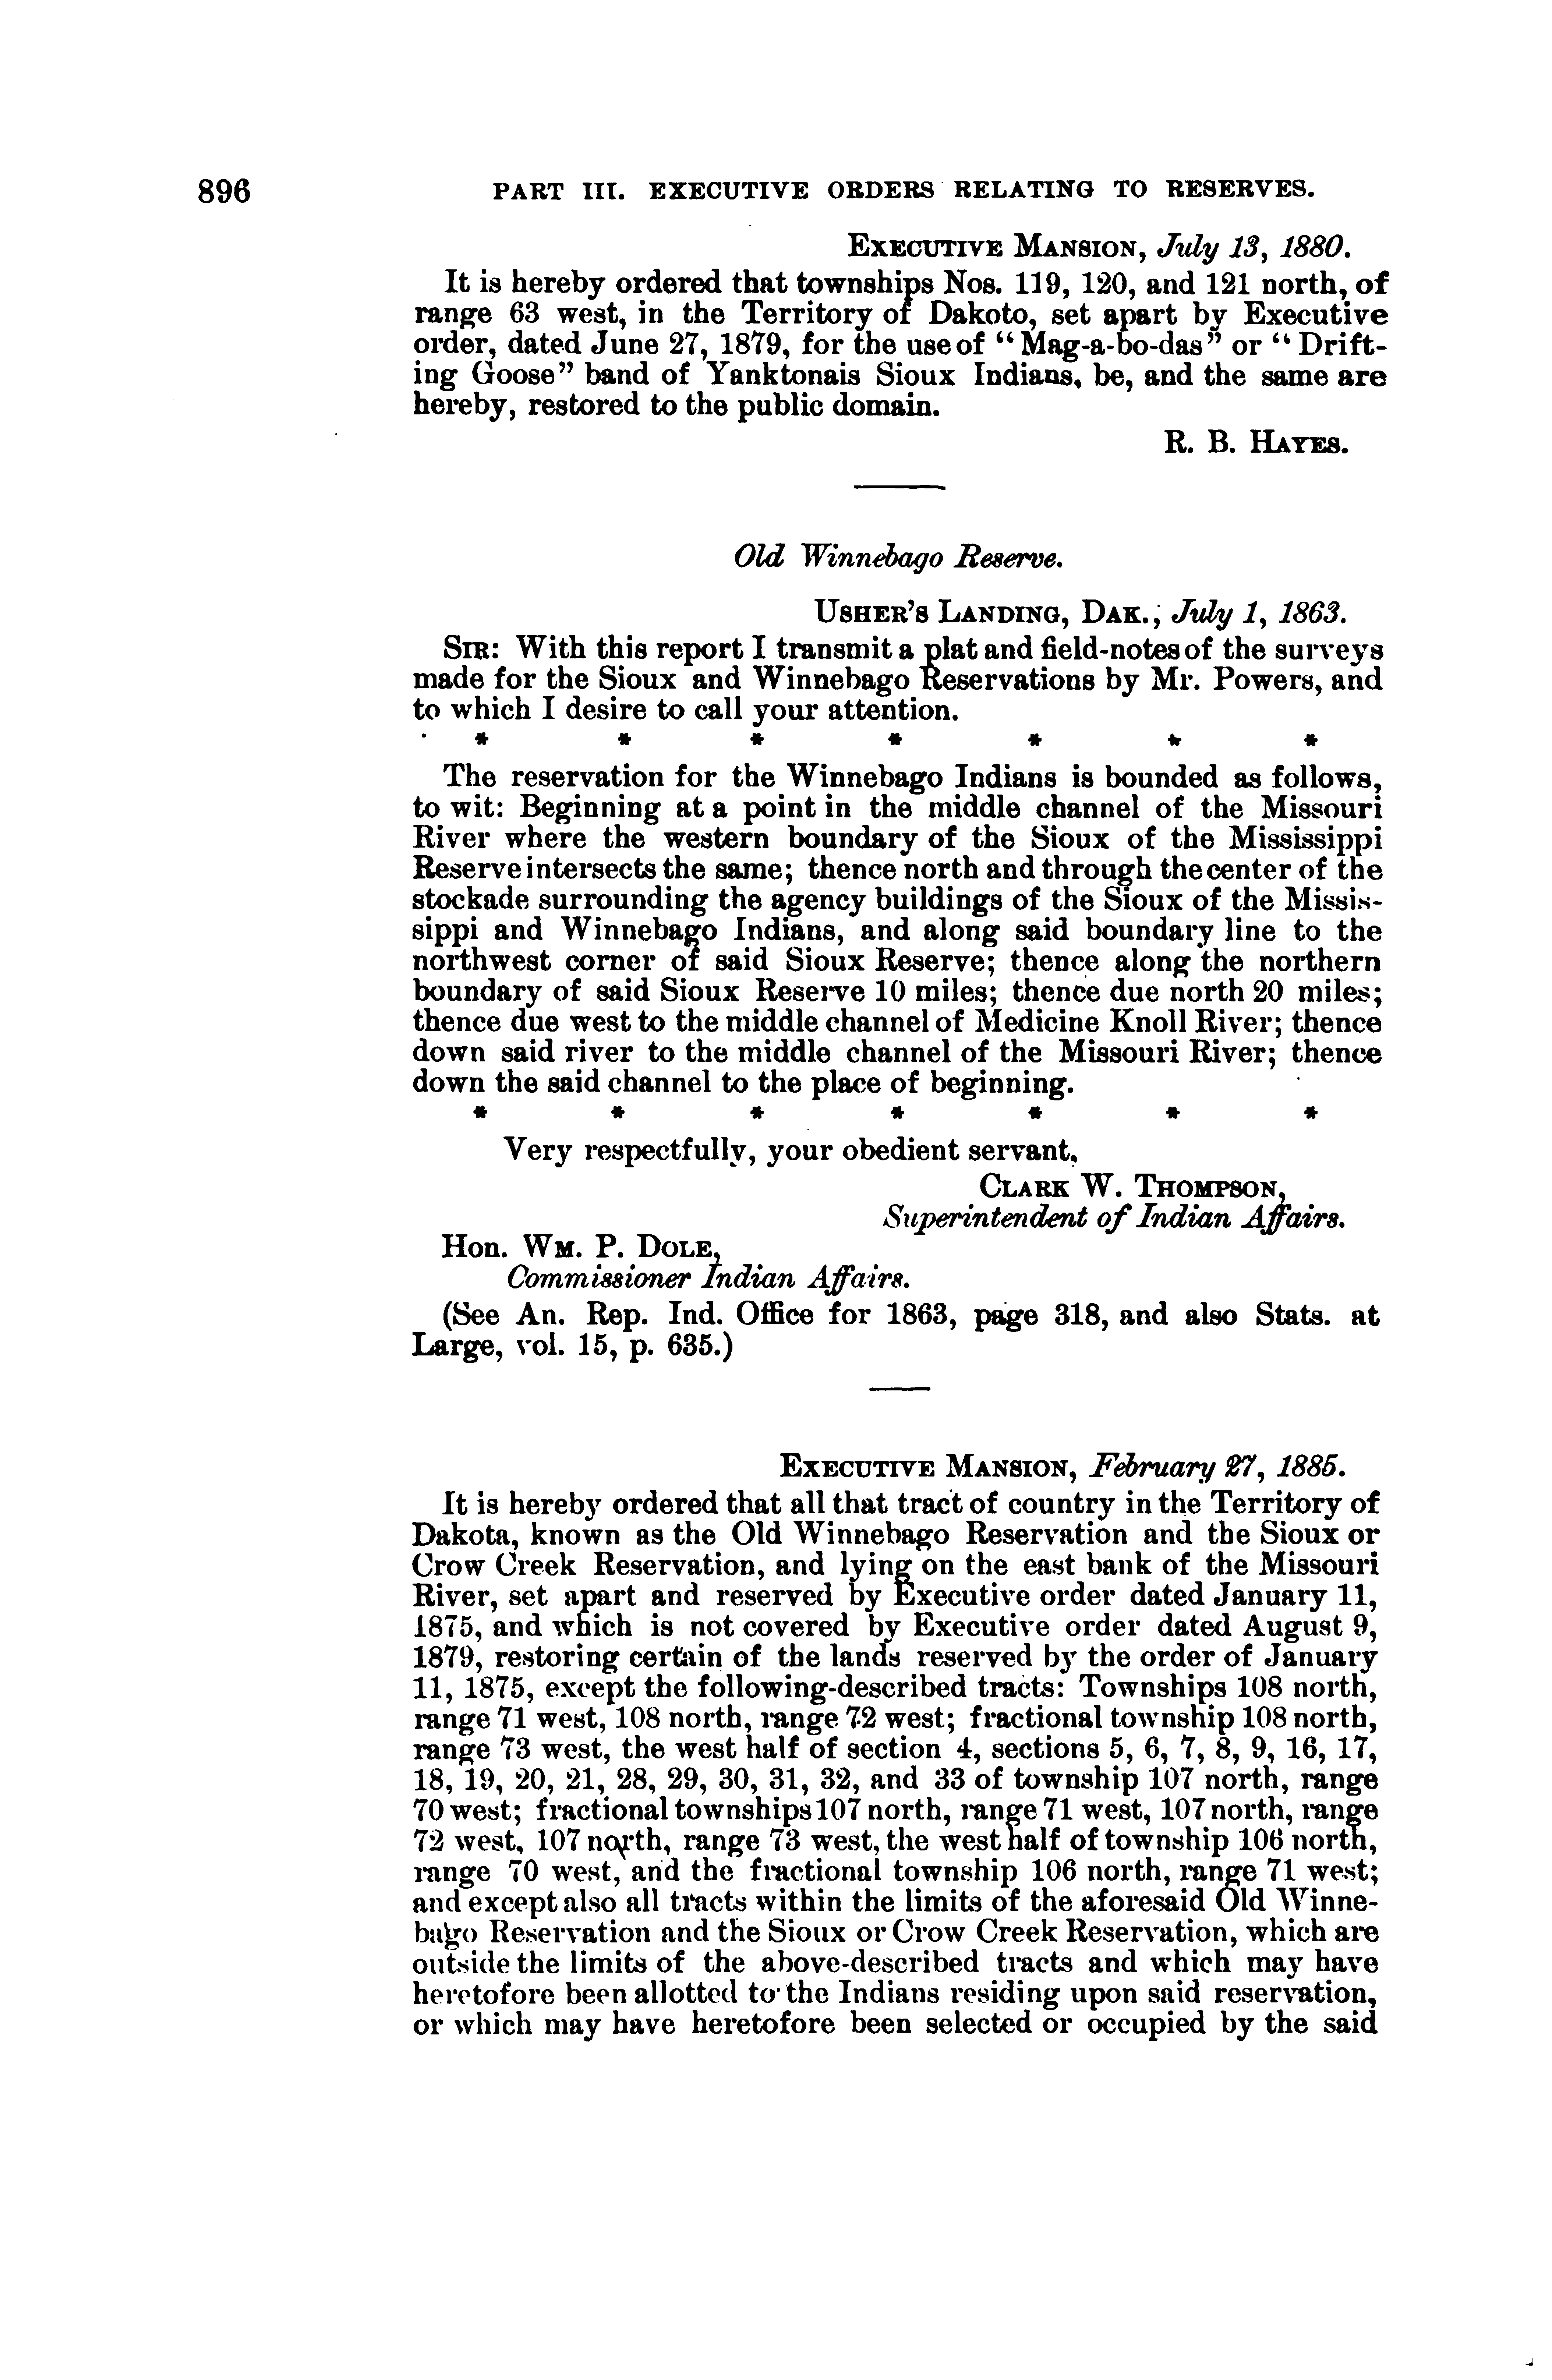 896 PART III. EXECUTIVE ORDERS RELATING TO RESERVES.
EXECUTIVE MANSION, July 13, 1880.
It is hereby ordered that townships Nos. 119, 120, and 121 north, of
range 63 west, in the Territory of Dakoto, set apart by Executive
order, dated June 27, 1879, for the use of “Mag-a-bo-das” or “Drift-
ing Goose” band of Yanktonais Sioux Indians, be, and the same are
hereby, restored to the public domain.
R. B. HAYES.
Old Winnebago Reserve.
USHER'S LANDING, DAK., July 1, 1863.
SIR: With this report I transmit a plat and field-notes of the surveys
made for the Sioux and Winnebago Reservations by Mr. Powers, and
to which I desire to call your attention.
* * * * * * *
The reservation for the Winnebago Indians is bounded as follows,
to wit: Beginning at a point in the middle channel of the Missouri
River where the western boundary of the Sioux of the Mississippi
Reserve intersects the same; thence north and through the center of the
stockade surrounding the agency buildings of the Sioux of the Missis-
sippi and Winnebago Indians, and along said boundary line to the
northwest corner of said Sioux Reserve; thence along the northern
boundary of said Sioux Reserve 10 miles; thence due north 20 miles;
thence due west to the middle channel of Medicine Knoll River; thence
down said river to the middle channel of the Missouri River; thence
down the said channel to the place of beginning.
* * * * * * *
Very respectfully, your obedient servant,
CLARK W. THOMPSON,
Superintendent of Indian Affairs.
Hon. WM. P. DOLE,
Commissioner Indian Affairs.
(See An. Rep. Ind. Office for 1863, page 318, and also Stats. at
Large, vol. 15, p. 635.)
EXECUTIVE MANSION, February 27, 1885.
It is hereby ordered that all that tract of country in the Territory of
Dakota, known as the Old Winnebago Reservation and the Sioux or
Crow Creek Reservation, and lying on the east bank of the Missouri
River, set apart and reserved by Executive order dated January 11,
1875, and which is not covered by Executive order dated August 9,
1879, restoring certain of the lands reserved by the order of January
11, 1875, except the following-described tracts: Townships 108 north,
range 71 west, 108 north, range 72 west; fractional township 108 north,
range 73 west, the west half of section 4, sections 5, 6, 7, 8, 9, 16, 17,
18, 19, 20, 21, 28, 29, 30, 31, 32, and 33 of township 107 north, range
70 west; fractional townships 107 north, range 71 west, 107 north, range
72 west, 107 north, range 73 west, the west half of township 106 north,
range 70 west, and the fractional township 106 north, range 71 west;
and except also all tracts within the limits of the aforesaid Old Winne-
bago Reservation and the Sioux or Crow Creek Reservation, which are
outside the limits of the above-described tracts and which may have
heretofore been allotted to the Indians residing upon said reservation,
or which may have heretofore been selected or occupied by the said